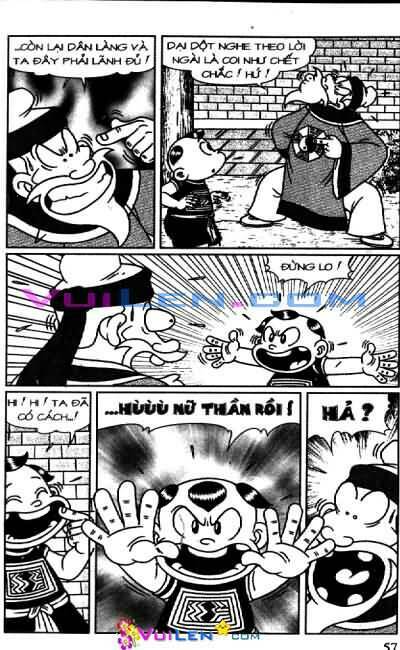 ...CÒN LẠI DÂN LÀNG VÀ
TA ĐÂY PHẢI LÃNH ĐỦ!
DẠI DỘT NGHE THEO LỜI
NGÀI LÀ COI NHƯ CHẾT
CHẮC! HỨ!
ĐỪNG LO!
VUILEN.COM
HI! HI! TA ĐÃ
CÓ CÁCH...!
...HÙÙÙ NỮ THẦN RỒI!
HẢ?
VUILEN
57